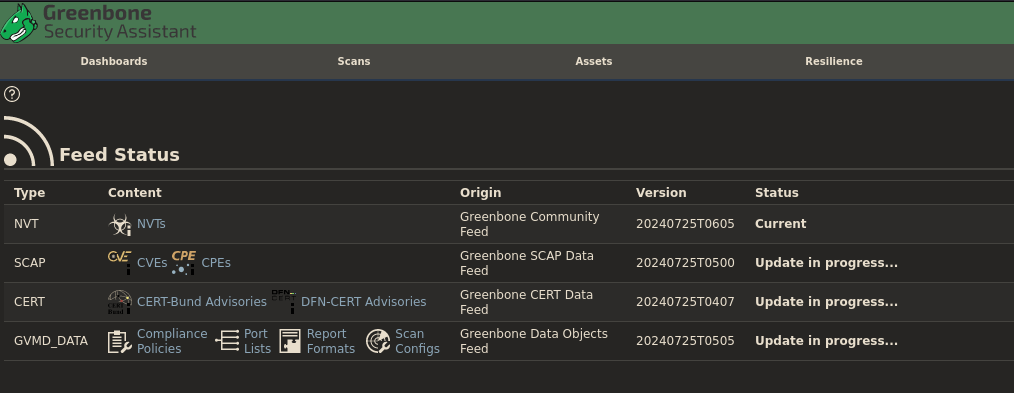 Greenbone
Security Assistant
Dashboards Scans Assets Resilience
?
Feed Status
Type Content Origin Version Status
NVT NVTs Greenbone Community Feed 20240725T0605 Current
SCAP CVE CVEs CPE CPEs Greenbone SCAP Data Feed 20240725T0500 Update in progress...
CERT CERT-Bund Advisories DFN CERT DFN-CERT Advisories Greenbone CERT Data Feed 20240725T0407 Update in progress...
GVMD_DATA Compliance Policies Port Lists Report Formats Scan Configs Greenbone Data Objects Feed 20240725T0505 Update in progress...